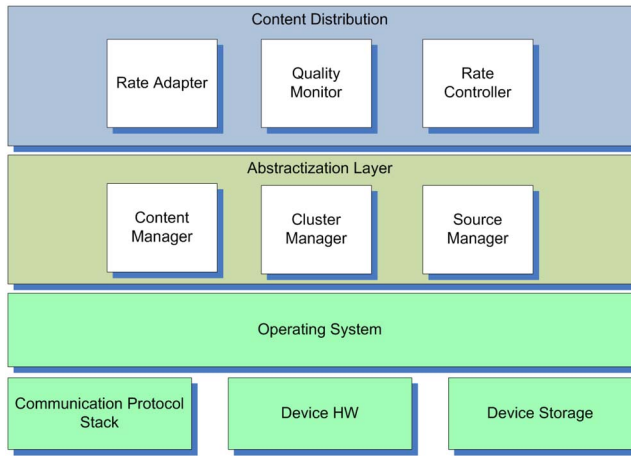 Content Distribution
Rate Adapter
Quality
Monitor
Rate
Controller
Abstractization Layer
Content
Manager
Cluster
Manager
Source
Manager
Operating System
Communication Protocol
Stack
Device HW
Device Storage